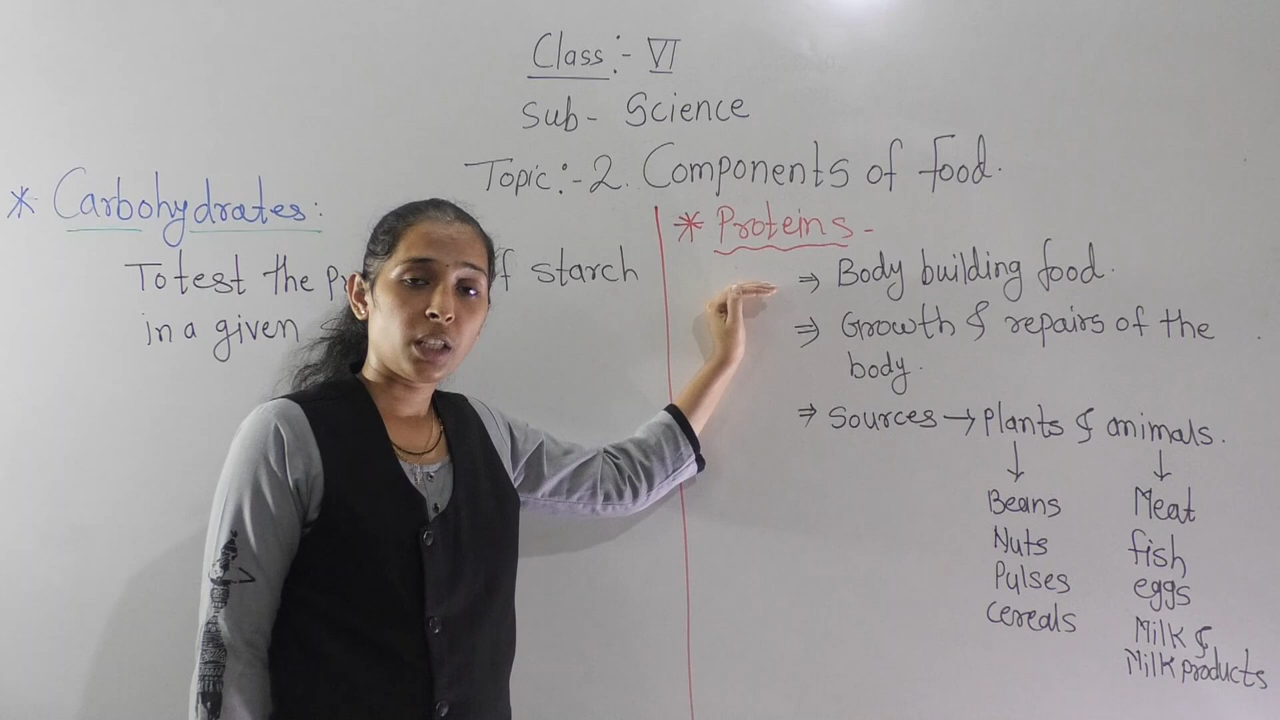 Class:- VI
Sub- Science
Topic:-2. Components of food.
* Carbohydrates:
To test the of starch
in a given
* Proteins-
⇒ Body building food.
⇒ Growth & repairs of the
body.
⇒ Sources → Plants & animals.
↓ ↓
Beans
Nuts
Pulses
Cereals
Meat
fish
eggs
Milk &
Milk products